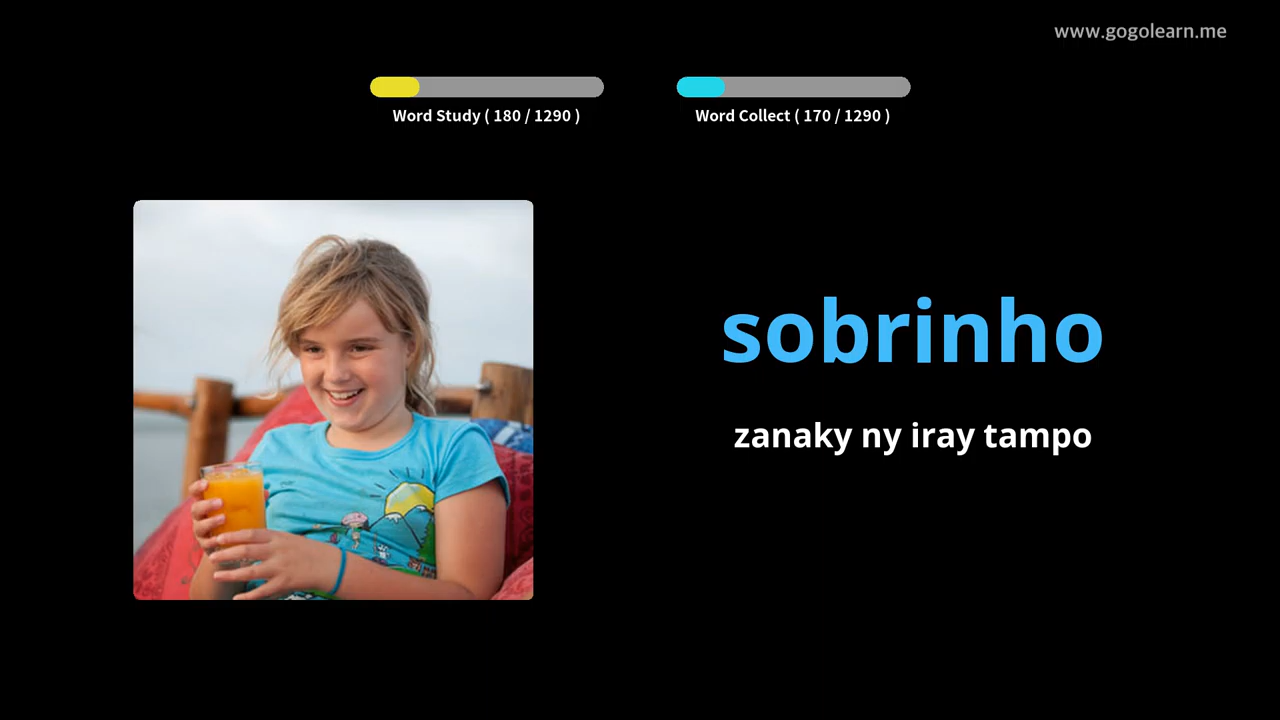 www.gogolearn.me
Word Study ( 180 / 1290 )
Word Collect ( 170 / 1290 )
sobrinho
zanaky ny iray tampo